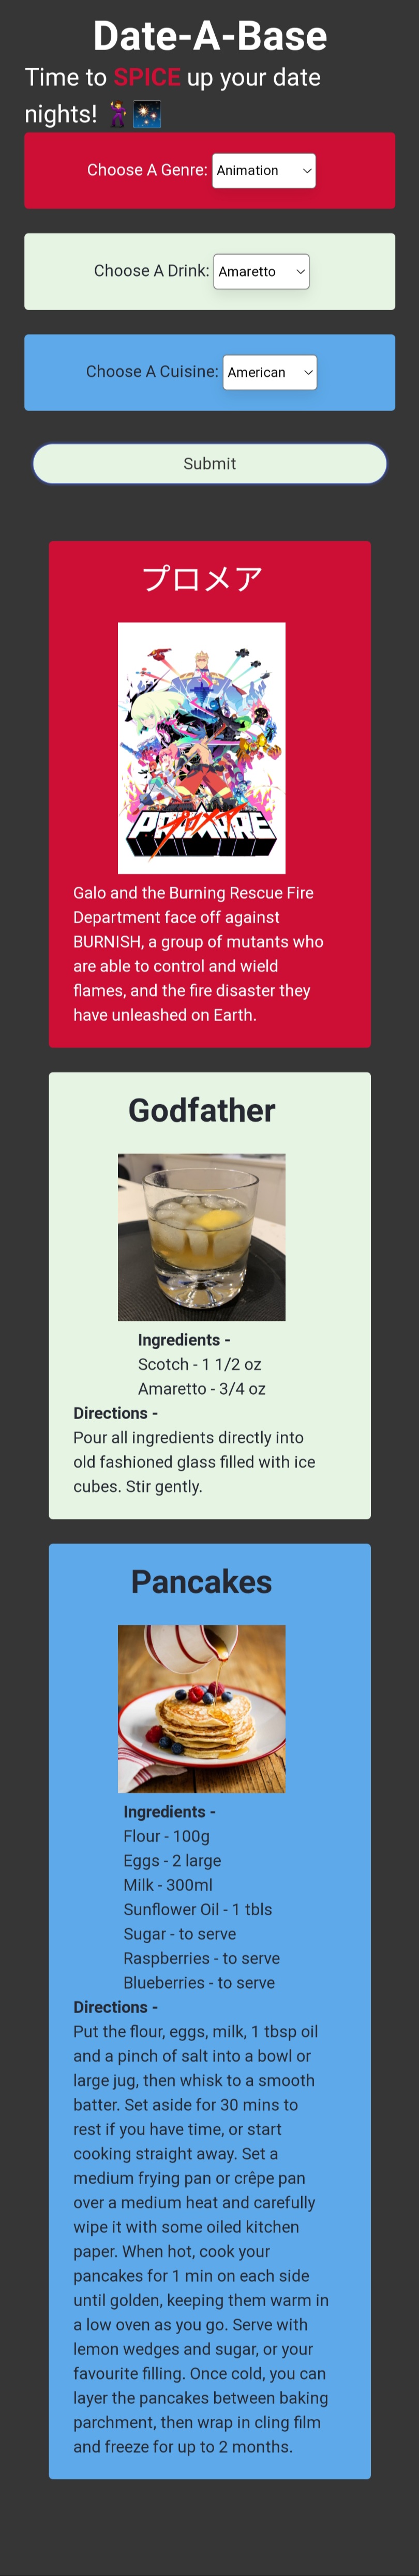 Date-A-Base
Time to SPICE up your date
nights! 🕺🎆
Choose A Genre: Animation
Choose A Drink: Amaretto
Choose A Cuisine: American
Submit
プロメア
プロメア
PROMARE
Galo and the Burning Rescue Fire
Department face off against
BURNISH, a group of mutants who
are able to control and wield
flames, and the fire disaster they
have unleashed on Earth.
Godfather
Ingredients -
Scotch - 1 1/2 oz
Amaretto - 3/4 oz
Directions -
Pour all ingredients directly into
old fashioned glass filled with ice
cubes. Stir gently.
Pancakes
Ingredients -
Flour - 100g
Eggs - 2 large
Milk - 300ml
Sunflower Oil - 1 tbls
Sugar - to serve
Raspberries - to serve
Blueberries - to serve
Directions -
Put the flour, eggs, milk, 1 tbsp oil
and a pinch of salt into a bowl or
large jug, then whisk to a smooth
batter. Set aside for 30 mins to
rest if you have time, or start
cooking straight away. Set a
medium frying pan or crêpe pan
over a medium heat and carefully
wipe it with some oiled kitchen
paper. When hot, cook your
pancakes for 1 min on each side
until golden, keeping them warm in
a low oven as you go. Serve with
lemon wedges and sugar, or your
favourite filling. Once cold, you can
layer the pancakes between baking
parchment, then wrap in cling film
and freeze for up to 2 months.